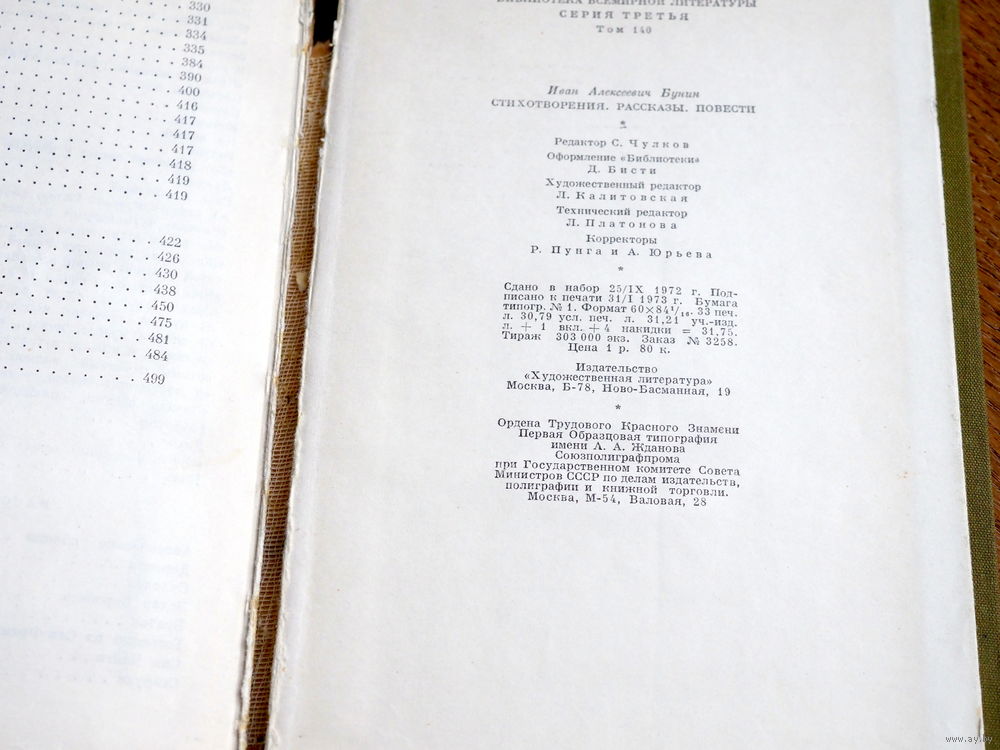 330
331
334
335
384
390
400
416
417
417
417
418
419
419
422
426
430
438
450
475
481
484
499
БИБЛИОТЕКА ВСЕМИРНОЙ ЛИТЕРАТУРЫ
СЕРИЯ ТРЕТЬЯ
Том 140
Иван Алексеевич Бунин
СТИХОТВОРЕНИЯ. РАССКАЗЫ. ПОВЕСТИ
*
Редактор С. Чулков
Оформление «Библиотеки»
Д. Бисти
Художественный редактор
Л. Калитовская
Технический редактор
Л. Платонова
Корректоры
Р. Пунга и А. Юрьева
*
Сдано в набор 25/IX 1972 г. Под-
писано к печати 31/I 1973 г. Бумага
типогр. № 1. Формат 60×84¹/₁₆. 33 печ.
л. 30,79 усл. печ. л. 31,21 уч.-изд.
л. + 1 вкл. + 4 накидки = 31,75.
Тираж 303 000 экз. Заказ № 3258.
Цена 1 р. 80 к.
Издательство
«Художественная литература»
Москва, Б-78, Ново-Басманная, 19
*
Ордена Трудового Красного Знамени
Первая Образцовая типография
имени А. А. Жданова
Союзполиграфпрома
при Государственном комитете Совета
Министров СССР по делам издательств,
полиграфии и книжной торговли.
Москва, М-54, Валовая, 28
www.ay.by